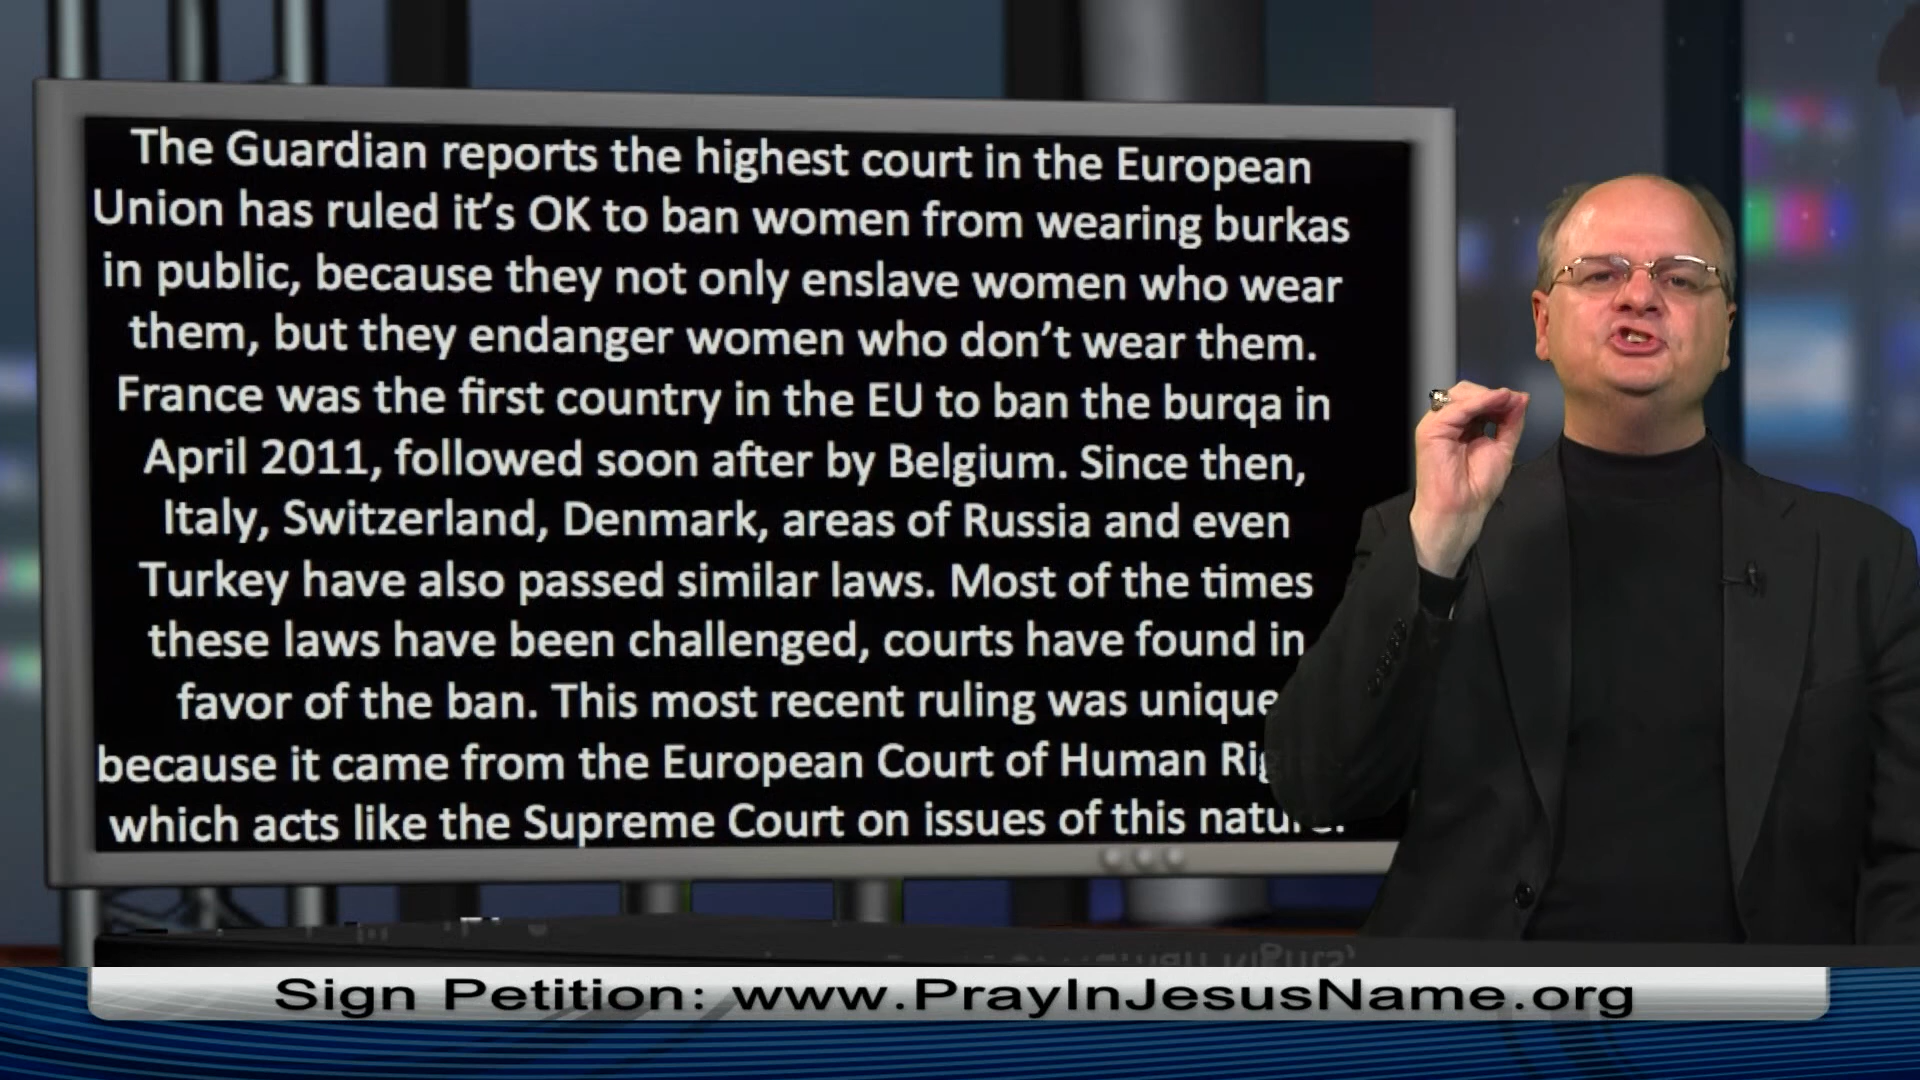 The Guardian reports the highest court in the European
Union has ruled it's OK to ban women from wearing burkas
in public, because they not only enslave women who wear
them, but they endanger women who don't wear them.
France was the first country in the EU to ban the burqa in
April 2011, followed soon after by Belgium. Since then,
Italy, Switzerland, Denmark, areas of Russia and even
Turkey have also passed similar laws. Most of the times
these laws have been challenged, courts have found in
favor of the ban. This most recent ruling was unique
because it came from the European Court of Human
which acts like the Supreme Court on issues of this nature.
Sign Petition: www.PrayInJesusName.org